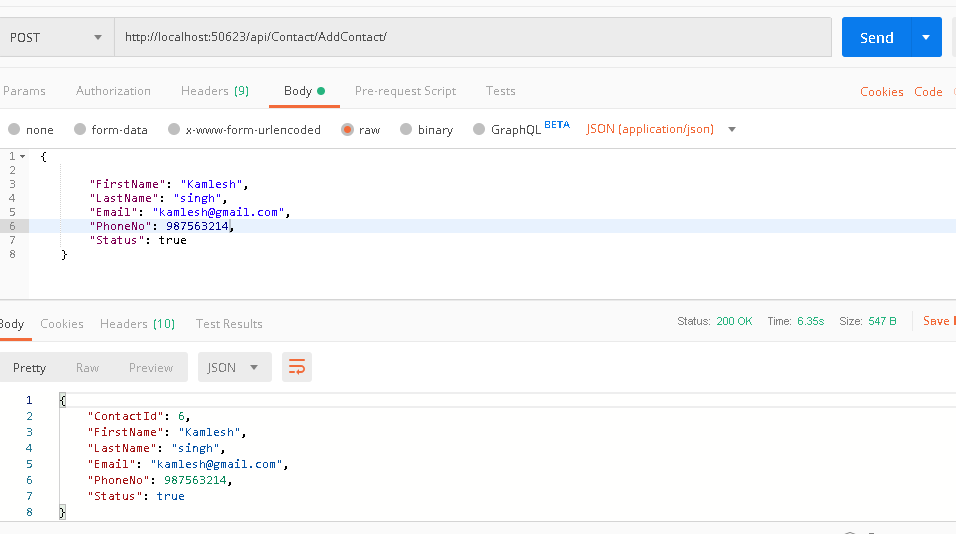 POST http://localhost:50623/api/Contact/AddContact/ Send
Params Authorization Headers (9) Body Pre-request Script Tests Cookies Code
none form-data x-www-form-urlencoded raw binary GraphQL BETA JSON (application/json)
1 {
2
3 "FirstName": "Kamlesh",
4 "LastName": "singh",
5 "Email": "kamlesh@gmail.com",
6 "PhoneNo": 987563214,
7 "Status": true
8 }
Body Cookies Headers (10) Test Results Status: 200 OK Time: 6.35s Size: 547 B Save
Pretty Raw Preview JSON
1 {
2 "ContactId": 6,
3 "FirstName": "Kamlesh",
4 "LastName": "singh",
5 "Email": "kamlesh@gmail.com",
6 "PhoneNo": 987563214,
7 "Status": true
8 }